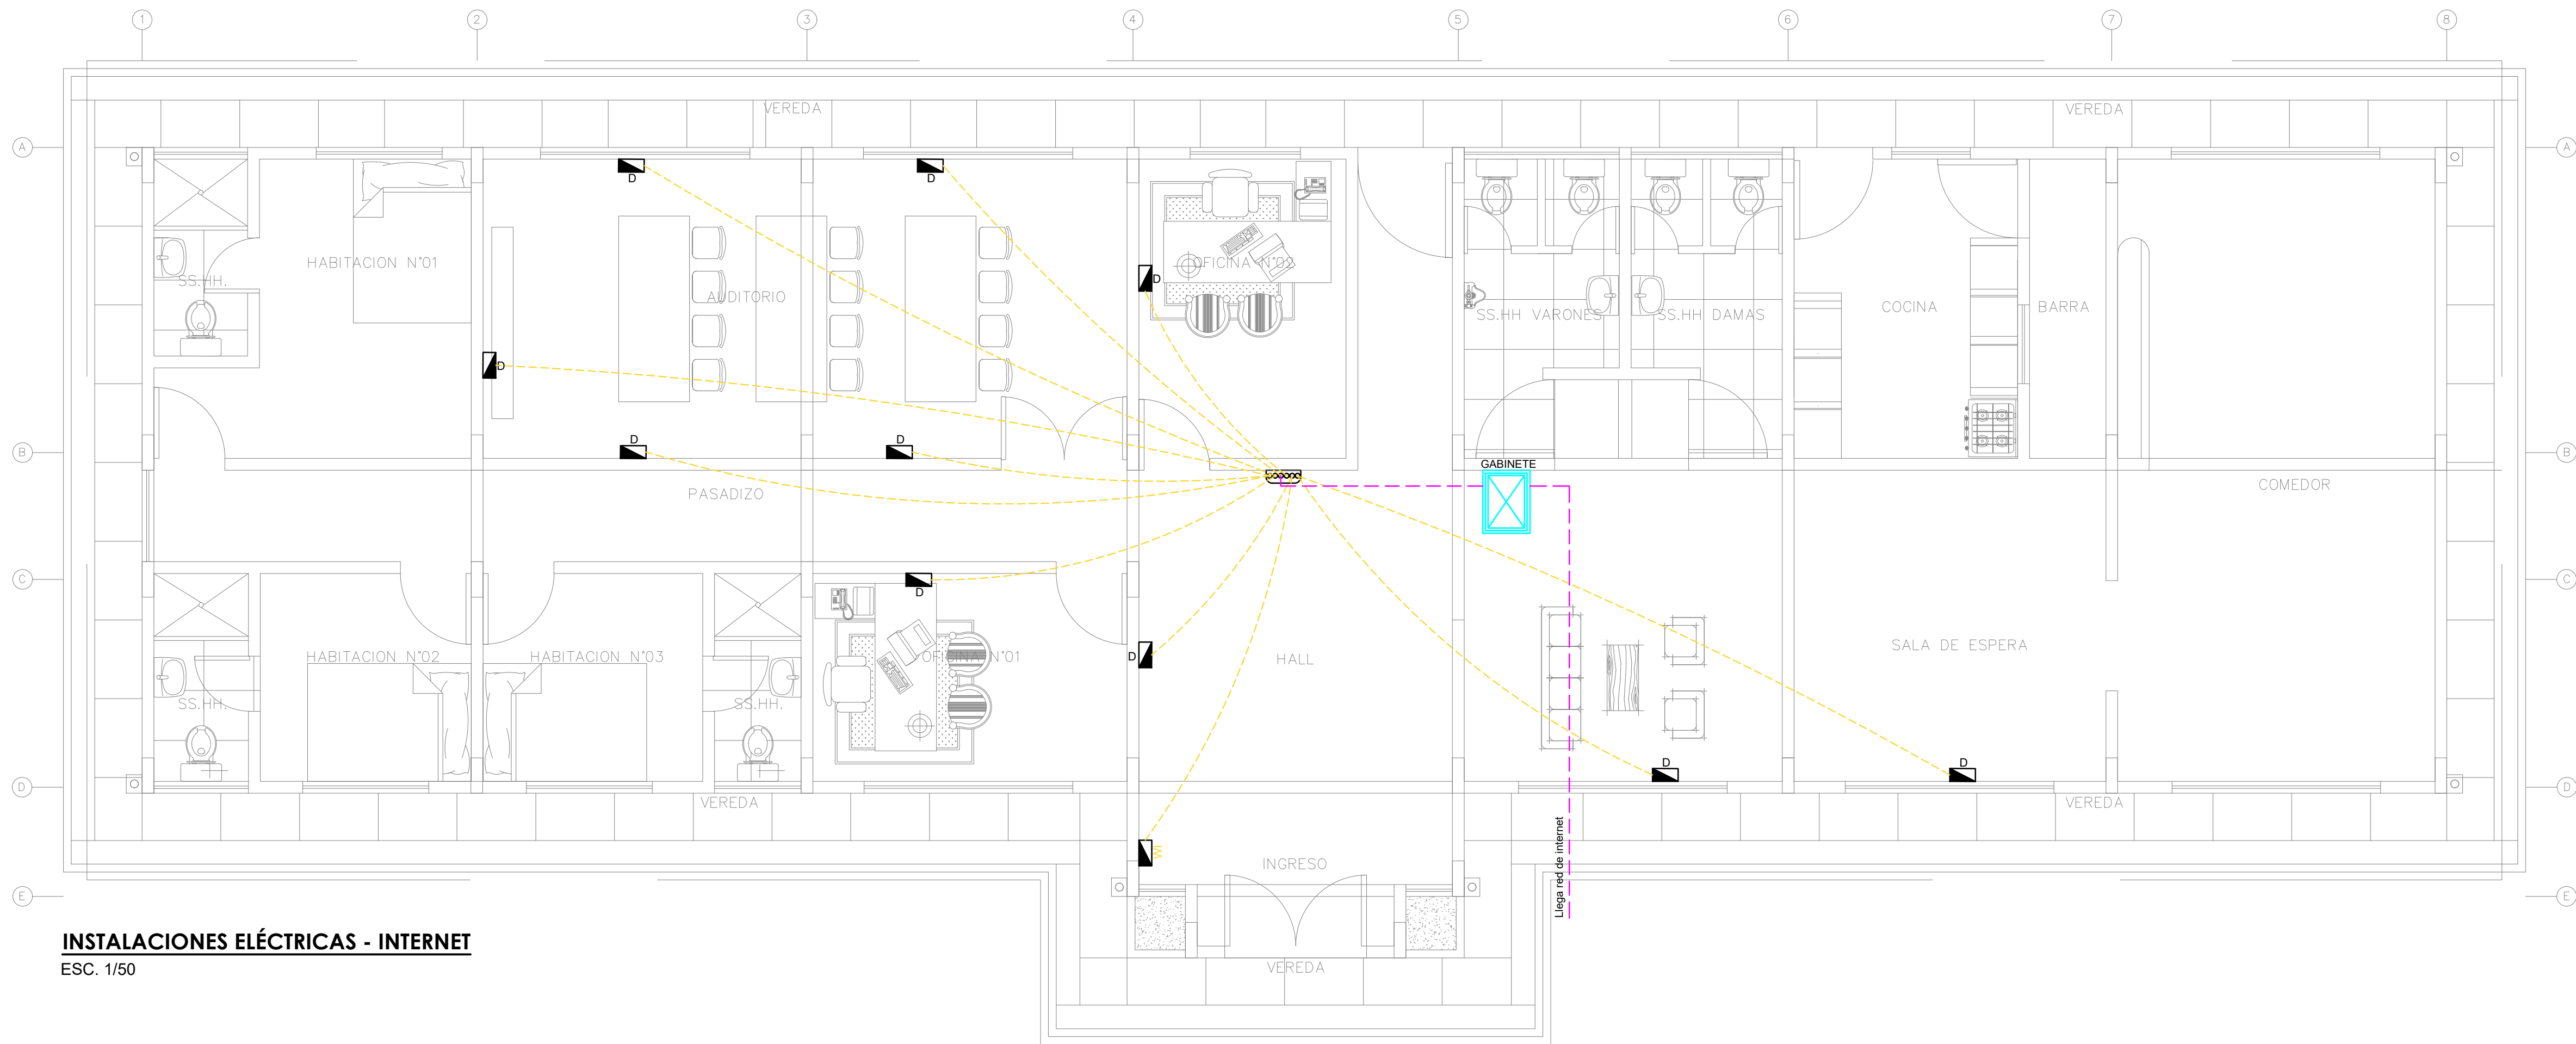 1 2 3 4 5 6 7 8
VEREDA VEREDA
A A
D D
HABITACION N°01
SS.HH.
AUDITORIO
D
OFICINA N°02
SS.HH VARONES
SS.HH DAMAS
COCINA
BARRA
D
D D
B B
GABINETE
PASADIZO
COMEDOR
C C
D
HABITACION N°02
HABITACION N°03
OFICINA N°01
D
HALL
SALA DE ESPERA
SS.HH.
SS.HH.
D D
D D
VEREDA VEREDA
Llega red de internet
INGRESO
E E
INSTALACIONES ELÉCTRICAS - INTERNET
ESC. 1/50
VEREDA